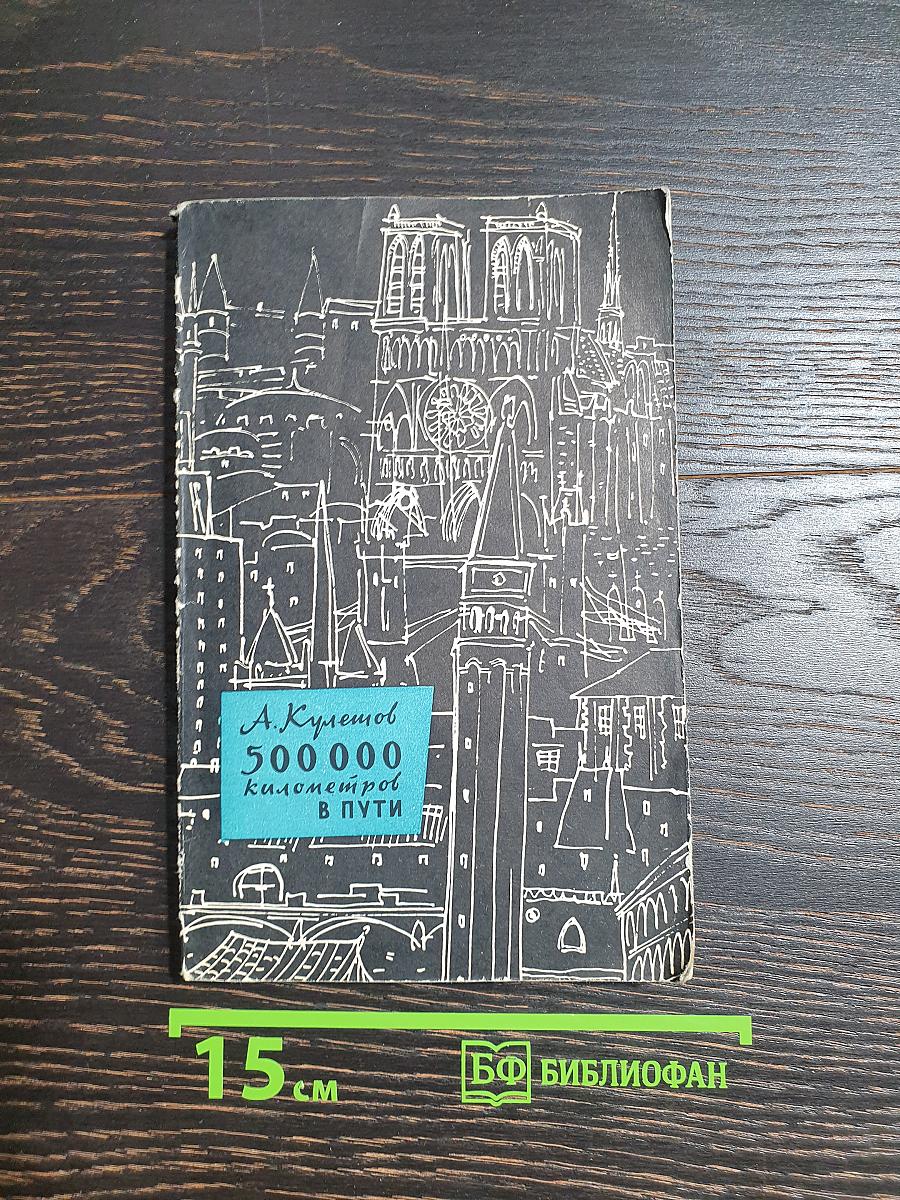 А. Кулешов
500 000
километров
В ПУТИ
15 см
БФ БИБЛИОФАН